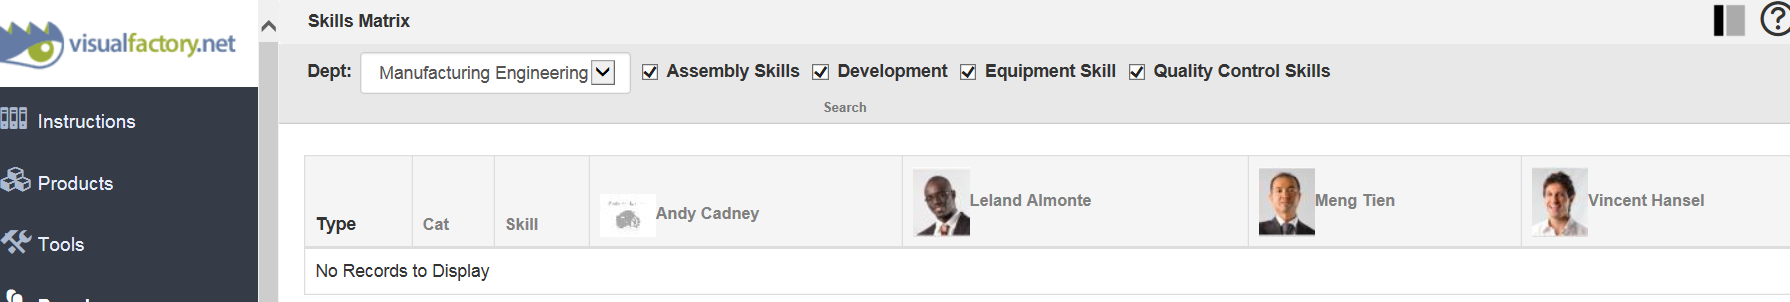 Skills Matrix
visualfactory.net
Dept: Manufacturing Engineering Assembly Skills Development Equipment Skill Quality Control Skills
Search
Instructions
Products
Tools
Type Cat Skill Andy Cadney Leland Almonte Meng Tien Vincent Hansel
No Records to Display